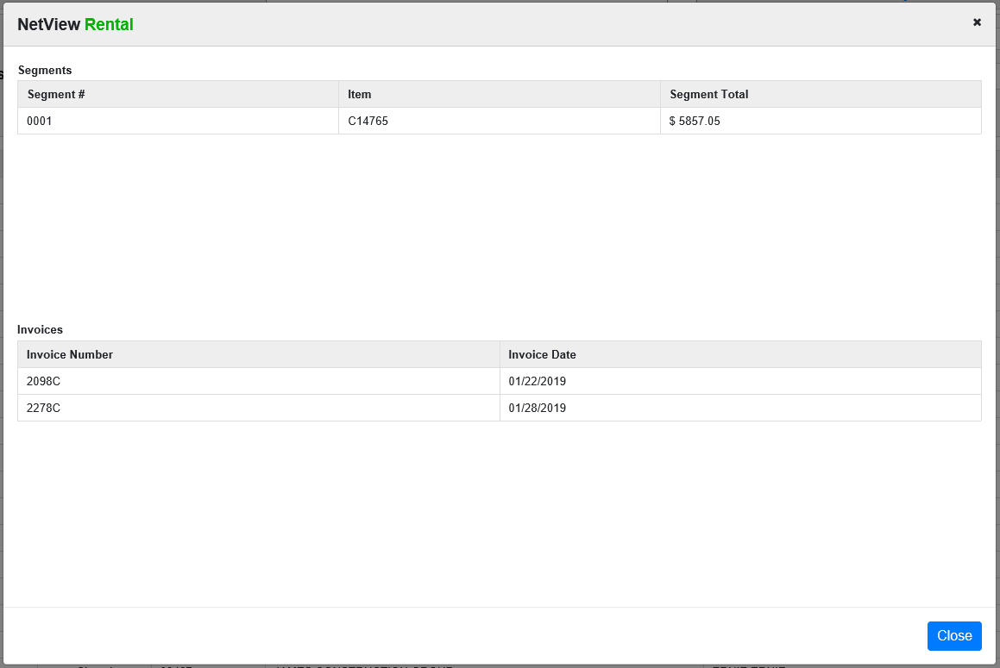 NetView Rental ✖
Segments
Segment # Item Segment Total
0001 C14765 $ 5857.05
Invoices
Invoice Number Invoice Date
2098C 01/22/2019
2278C 01/28/2019
Close